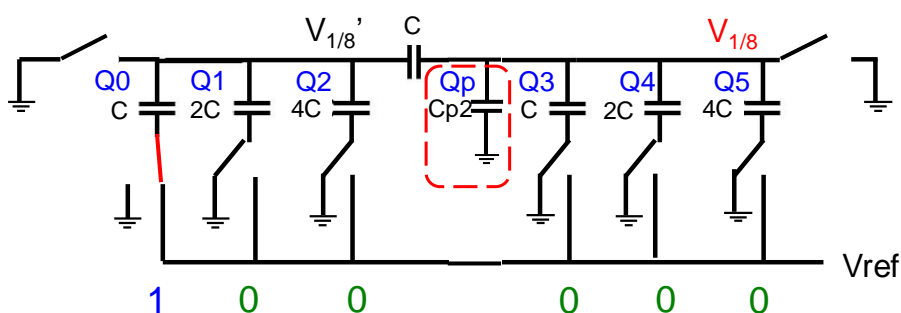 V1/8’ C V1/8
Q0 Q1 Q2 Qp Q3 Q4 Q5
C 2C 4C Cp2 C 2C 4C
Vref
1 0 0 0 0 0